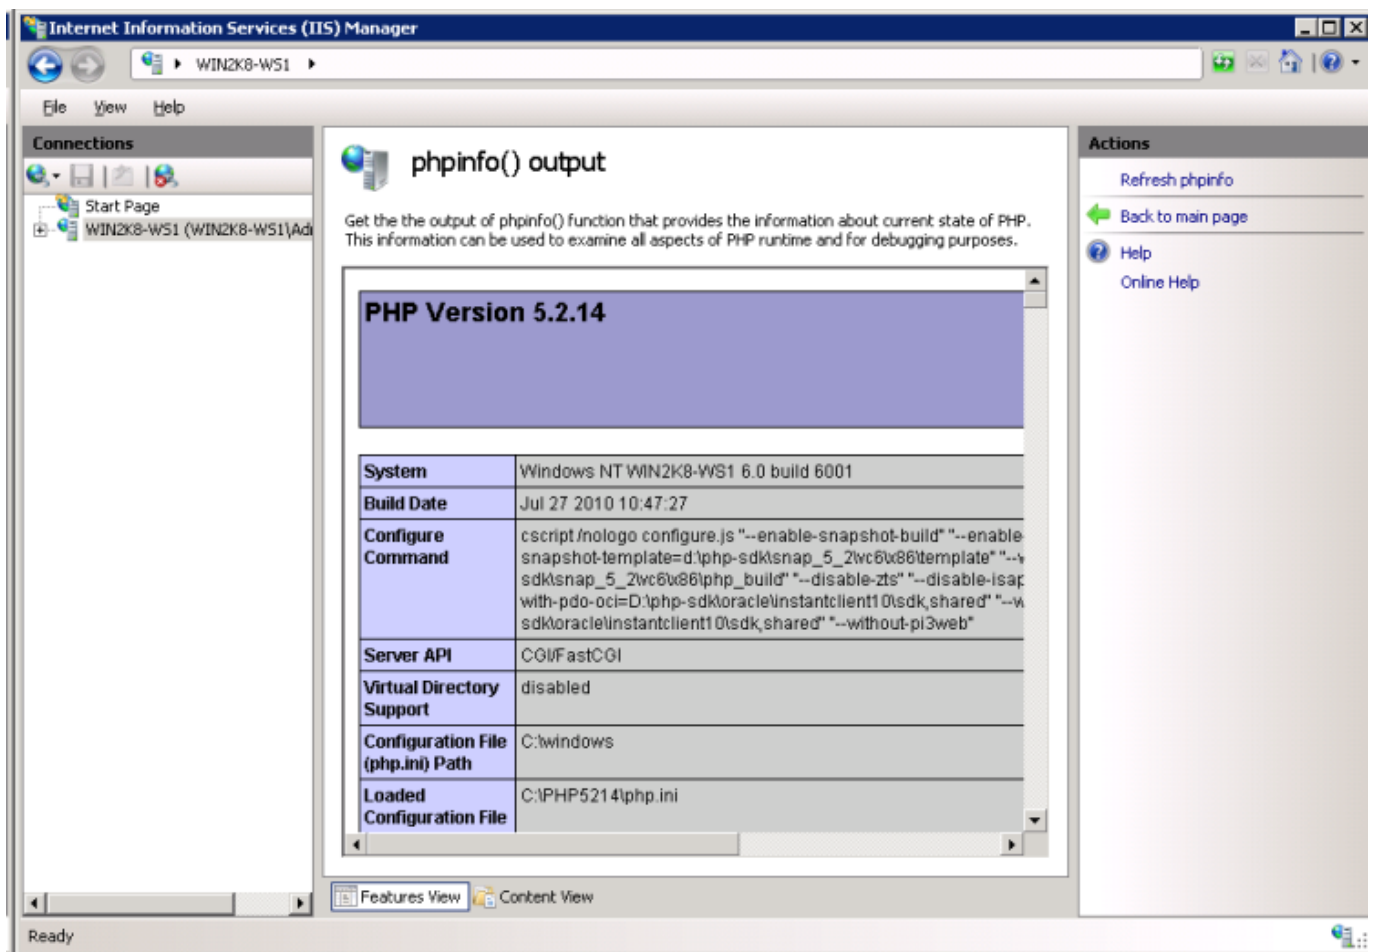 Internet Information Services (IIS) Manager
WIN2K8-WS1
File View Help
Connections
Start Page
WIN2K8-WS1 (WIN2K8-WS1\Adi
phpinfo() output
Get the the output of phpinfo() function that provides the information about current state of PHP.
This information can be used to examine all aspects of PHP runtime and for debugging purposes.
PHP Version 5.2.14
System Windows NT WIN2K8-WS1 6.0 build 6001
Build Date Jul 27 2010 10:47:27
Configure Command
cscript /nologo configure.js "--enable-snapshot-build" "--enable-
snapshot-template=d:\php-sdk\snap_5_2\vc6\x86\template" "--w
sdk\snap_5_2\vc6\x86\php_build" "--disable-zts" "--disable-isap
with-pdo-oci=D:\php-sdk\oracle\instantclient10\sdk,shared" "--w
sdk\oracle\instantclient10\sdk,shared" "--without-pi3web"
Server API CGI/FastCGI
Virtual Directory Support
disabled
Configuration File (php.ini) Path
C:\windows
Loaded Configuration File
C:\PHP5214\php.ini
Features View Content View
Actions
Refresh phpinfo
Back to main page
Help
Online Help
Ready